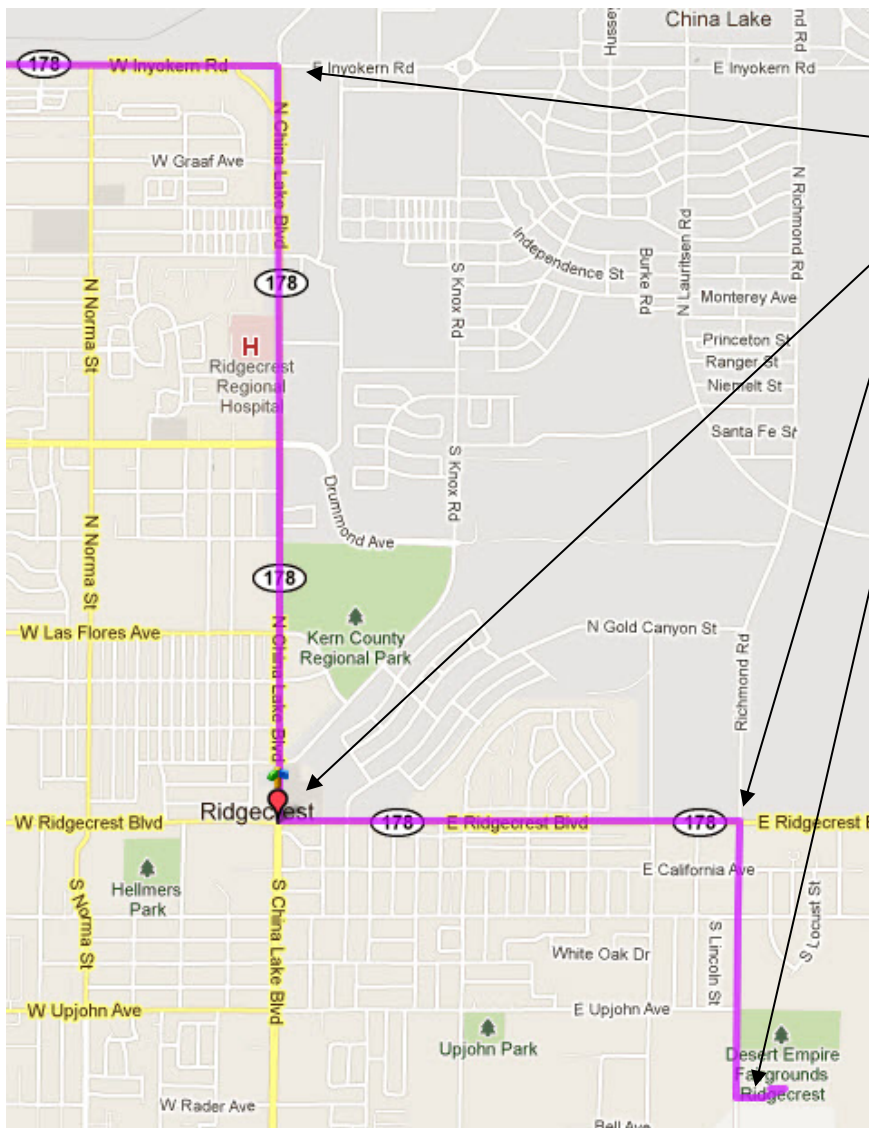 China Lake
178
W Inyokern Rd
E Inyokern Rd
E Inyokern Rd
N China Lake Blvd
W Graaf Ave
N Richmond Rd
Independence St
Burke Rd
N Lauritsen Rd
S Knox Rd
N Norma St
178
Monterey Ave
H
Ridgecrest
Regional
Hospital
Princeton St
Ranger St
Niemelt St
Santa Fe St
S Knox Rd
Drummond Ave
N Norma St
178
W Las Flores Ave
N China Lake Blvd
Kern County
Regional Park
N Gold Canyon St
Richmond Rd
Ridgecrest
W Ridgecrest Blvd
178
E Ridgecrest Blvd
178
E Ridgecrest B
E California Ave
Hellmers
Park
S Norma St
S China Lake Blvd
S Lincoln St
S Locust St
White Oak Dr
W Upjohn Ave
E Upjohn Ave
Upjohn Park
Desert Empire
Fairgrounds
Ridgecrest
W Rader Ave
Bell Ave